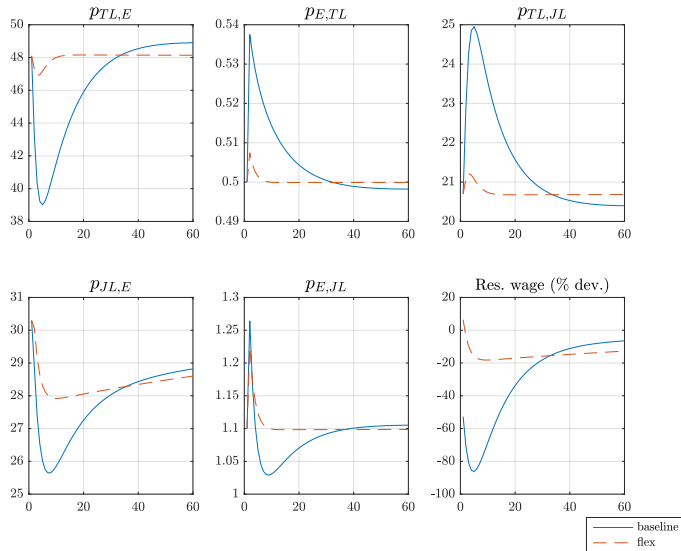 p_{TL,E}
p_{E,TL}
p_{TL,JL}
48
46
44
42
40
38
0 20 40 60
0.54
0.53
0.52
0.51
0.5
0.49
0 20 40 60
25
24
23
22
21
20
0 20 40 60
p_{JL,E}
p_{E,JL}
Res. wage (% dev.)
31
30
29
28
27
26
25
0 20 40 60
1.3
1.25
1.2
1.15
1.1
1.05
1
0 20 40 60
20
0
-20
-40
-60
-80
-100
0 20 40 60
baseline
flex